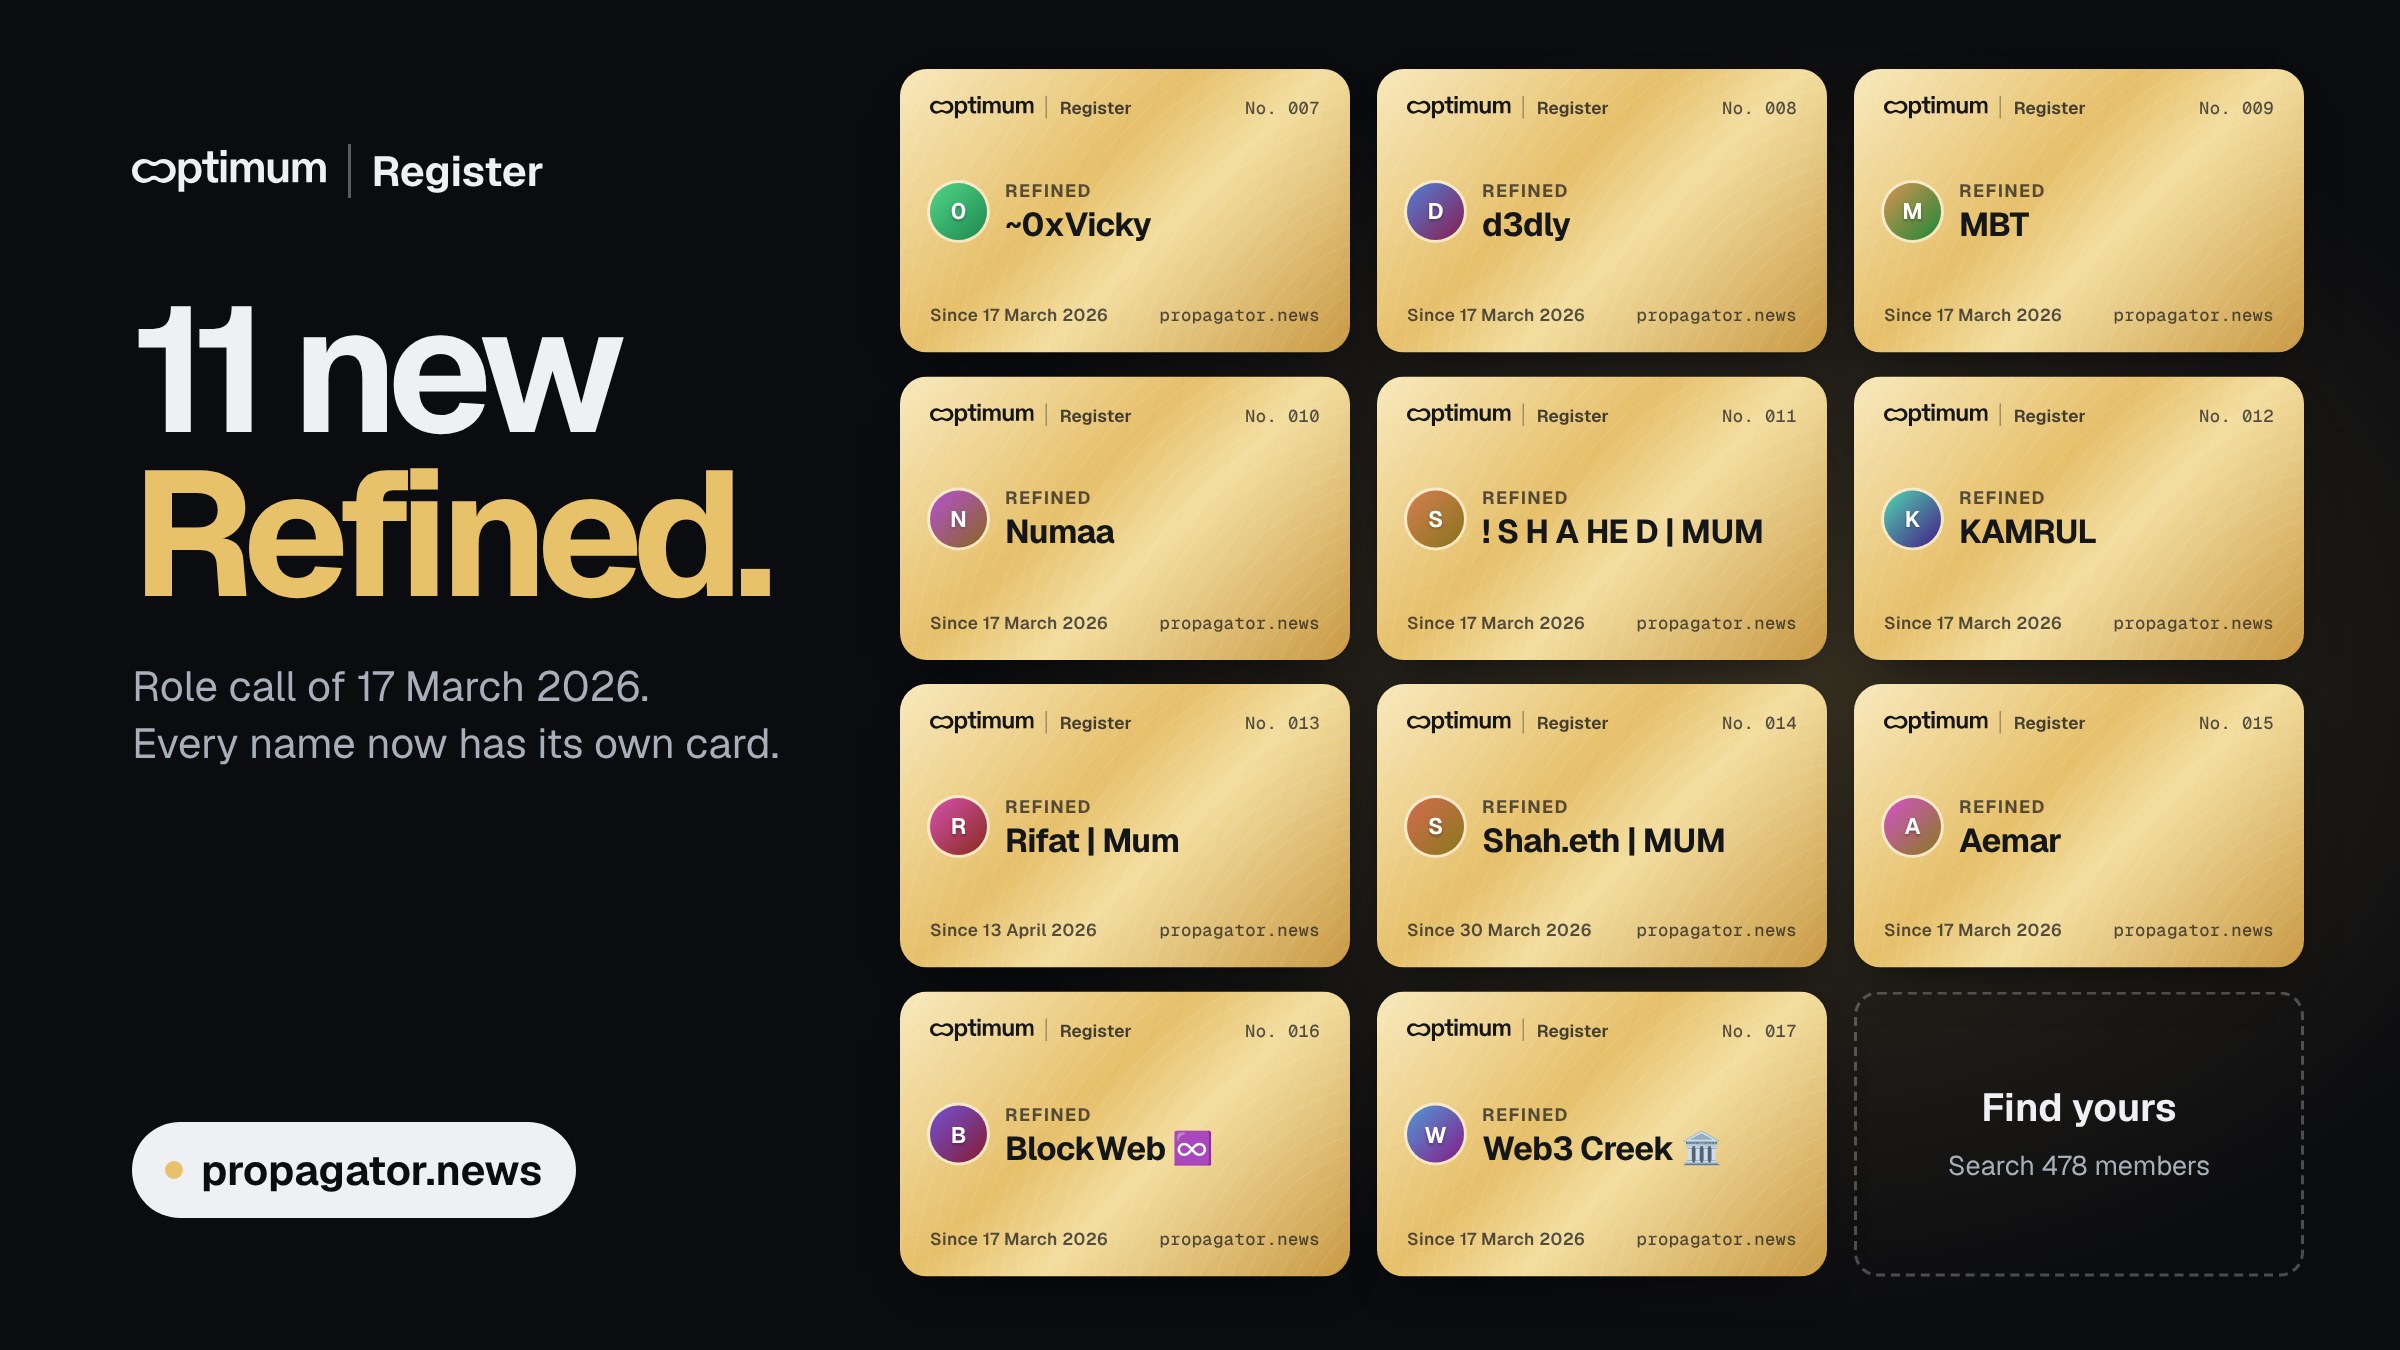 optimum | Register
11 new
Refined.
Role call of 17 March 2026.
Every name now has its own card.
propagator.news
optimum | Register No. 007
0
REFINED
~0xVicky
Since 17 March 2026 propagator.news
optimum | Register No. 008
D
REFINED
d3dly
Since 17 March 2026 propagator.news
optimum | Register No. 009
M
REFINED
MBT
Since 17 March 2026 propagator.news
optimum | Register No. 010
N
REFINED
Numaa
Since 17 March 2026 propagator.news
optimum | Register No. 011
S
REFINED
! S H A HE D | MUM
Since 17 March 2026 propagator.news
optimum | Register No. 012
K
REFINED
KAMRUL
Since 17 March 2026 propagator.news
optimum | Register No. 013
R
REFINED
Rifat | Mum
Since 13 April 2026 propagator.news
optimum | Register No. 014
S
REFINED
Shah.eth | MUM
Since 30 March 2026 propagator.news
optimum | Register No. 015
A
REFINED
Aemar
Since 17 March 2026 propagator.news
optimum | Register No. 016
B
REFINED
BlockWeb ♾️
Since 17 March 2026 propagator.news
optimum | Register No. 017
W
REFINED
Web3 Creek 🏛️
Since 17 March 2026 propagator.news
Find yours
Search 478 members